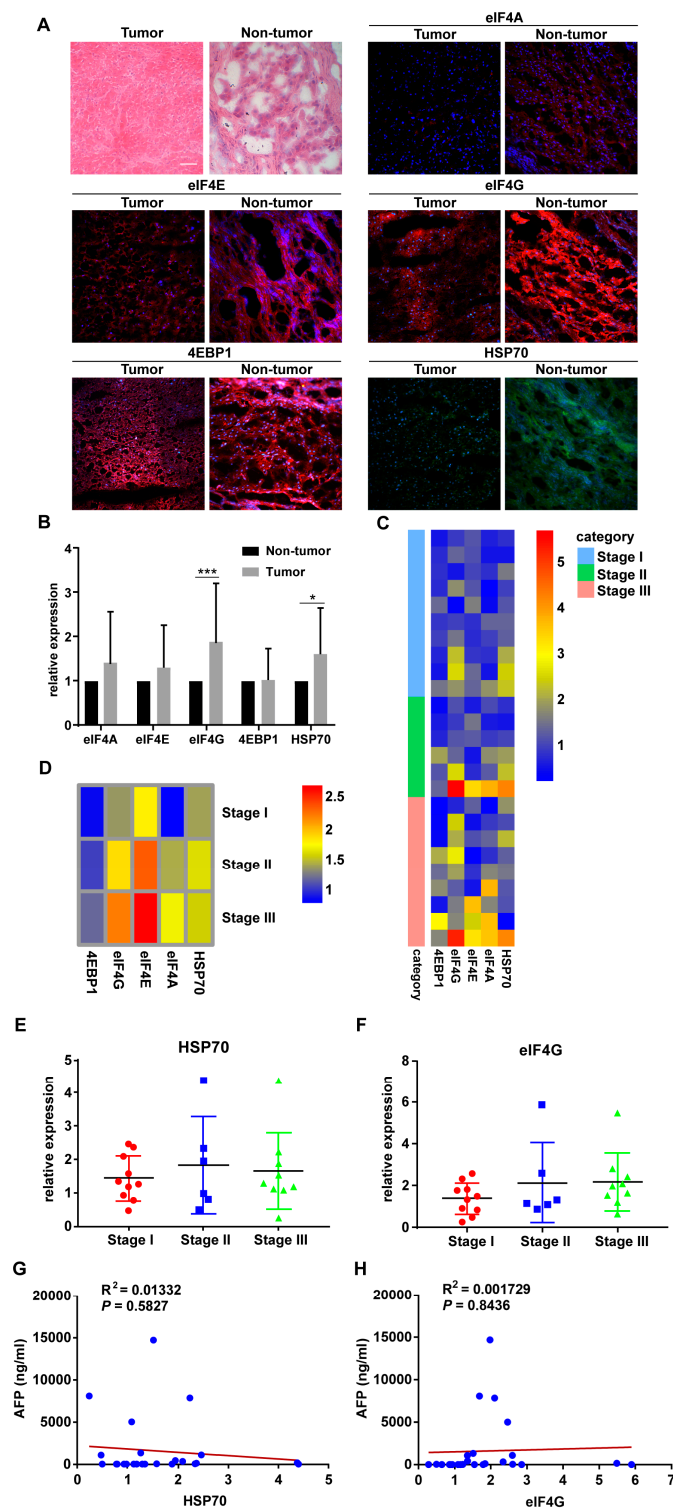 A
Tumor Non-tumor
eIF4A
Tumor Non-tumor
eIF4E
Tumor Non-tumor
eIF4G
Tumor Non-tumor
4EBP1
Tumor Non-tumor
HSP70
Tumor Non-tumor
B
relative expression
4
3
2
1
0
Non-tumor
Tumor
***
*
eIF4A eIF4E eIF4G 4EBP1 HSP70
C
5
4
3
2
1
category
Stage I
Stage II
Stage III
category 4EBP1 eIF4G eIF4E eIF4A HSP70
D
Stage I
Stage II
Stage III
2.5
2
1.5
1
4EBP1 eIF4G eIF4E eIF4A HSP70
E
HSP70
relative expression
5
4
3
2
1
0
Stage I Stage II Stage III
F
eIF4G
relative expression
8
6
4
2
0
Stage I Stage II Stage III
G
R² = 0.01332
P = 0.5827
AFP (ng/ml)
20000
15000
10000
5000
0
0 1 2 3 4 5
HSP70
H
R² = 0.001729
P = 0.8436
AFP (ng/ml)
20000
15000
10000
5000
0
0 1 2 3 4 5 6 7
eIF4G